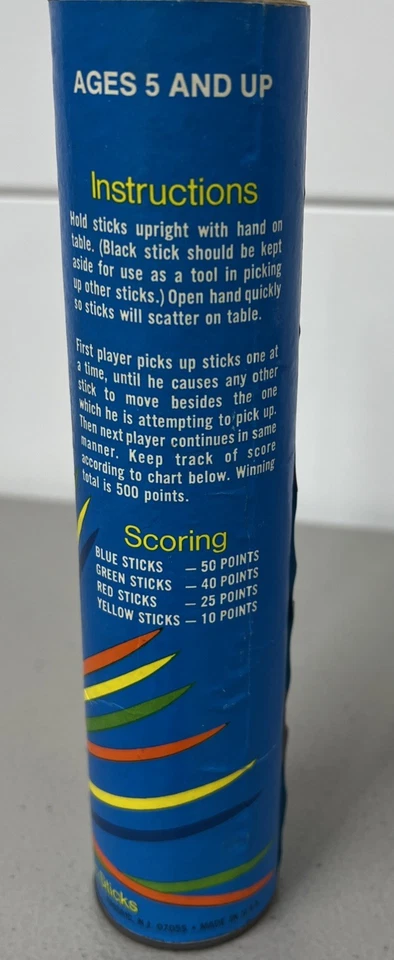 AGES 5 AND UP
Instructions
Hold sticks upright with hand on
table. (Black stick should be kept
aside for use as a tool in picking
up other sticks.) Open hand quickly
so sticks will scatter on table.
First player picks up sticks one at
a time, until he causes any other
stick to move besides the one
which he is attempting to pick up.
Then next player continues in same
manner. Keep track of score
according to chart below. Winning
total is 500 points.
Scoring
BLUE STICKS — 50 POINTS
GREEN STICKS — 40 POINTS
RED STICKS — 25 POINTS
YELLOW STICKS — 10 POINTS
Sticks
N.J. 07055 • MADE IN U.S.A.